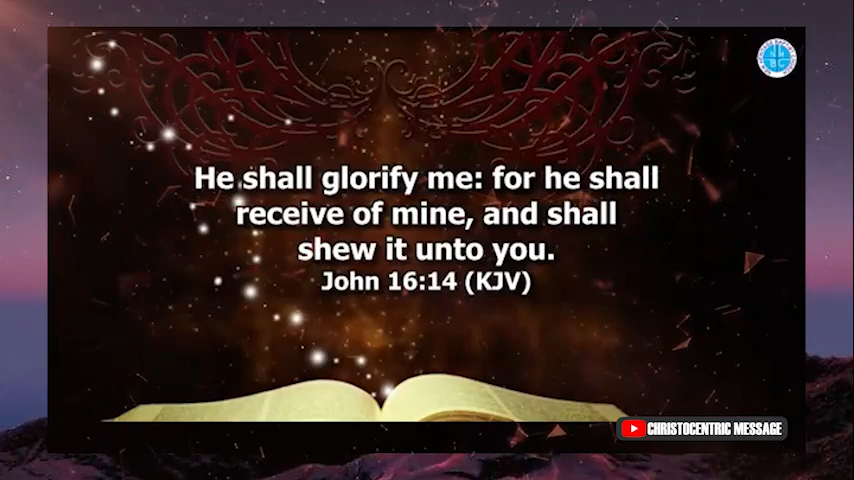 He shall glorify me: for he shall
receive of mine, and shall
shew it unto you.
John 16:14 (KJV)
CHRISTOCENTRIC MESSAGE